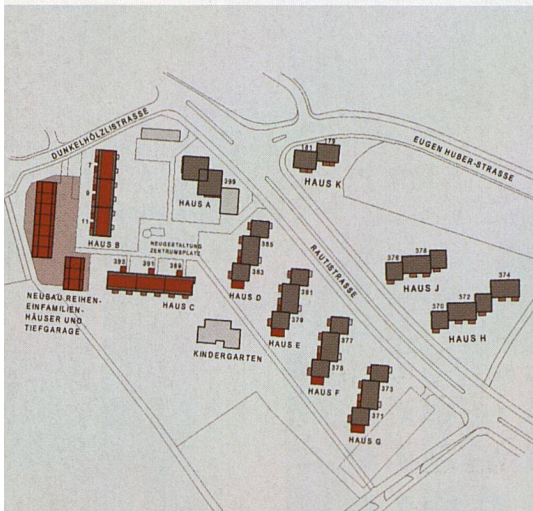 DUNKELHÖLZLISTRASSE
EUGEN HUBER-STRASSE
RAUTISTRASSE
181
179
HAUS K
7
9
11
HAUS B
399
HAUS A
NEUGESTALTUNG
ZENTRUMSPLATZ
393
391
389
HAUS C
385
383
HAUS D
381
379
HAUS E
377
375
HAUS F
373
371
HAUS G
376
378
HAUS J
374
372
370
HAUS H
NEUBAU REIHEN-
EINFAMILIEN-
HÄUSER UND
TIEFGARAGE
KINDERGARTEN